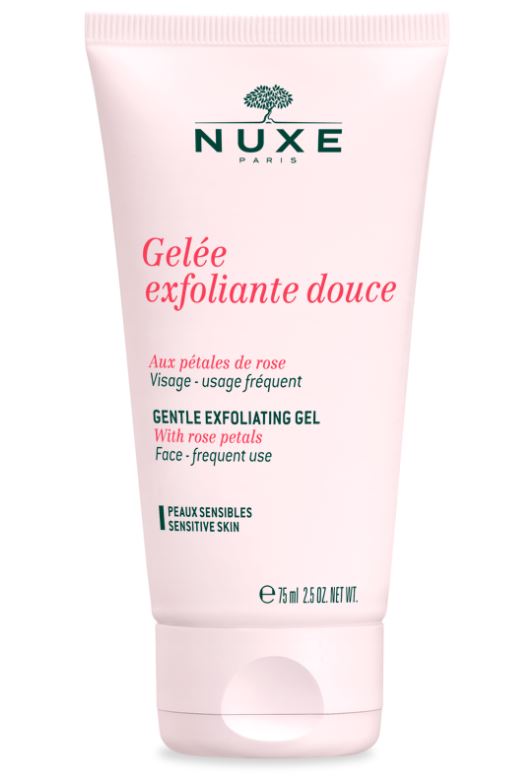 NUXE
PARIS
Gelée
exfoliante douce
Aux pétales de rose
Visage - usage fréquent
GENTLE EXFOLIATING GEL
With rose petals
Face - frequent use
PEAUX SENSIBLES
SENSITIVE SKIN
℮ 75 ml 2.5 OZ. NET WT.